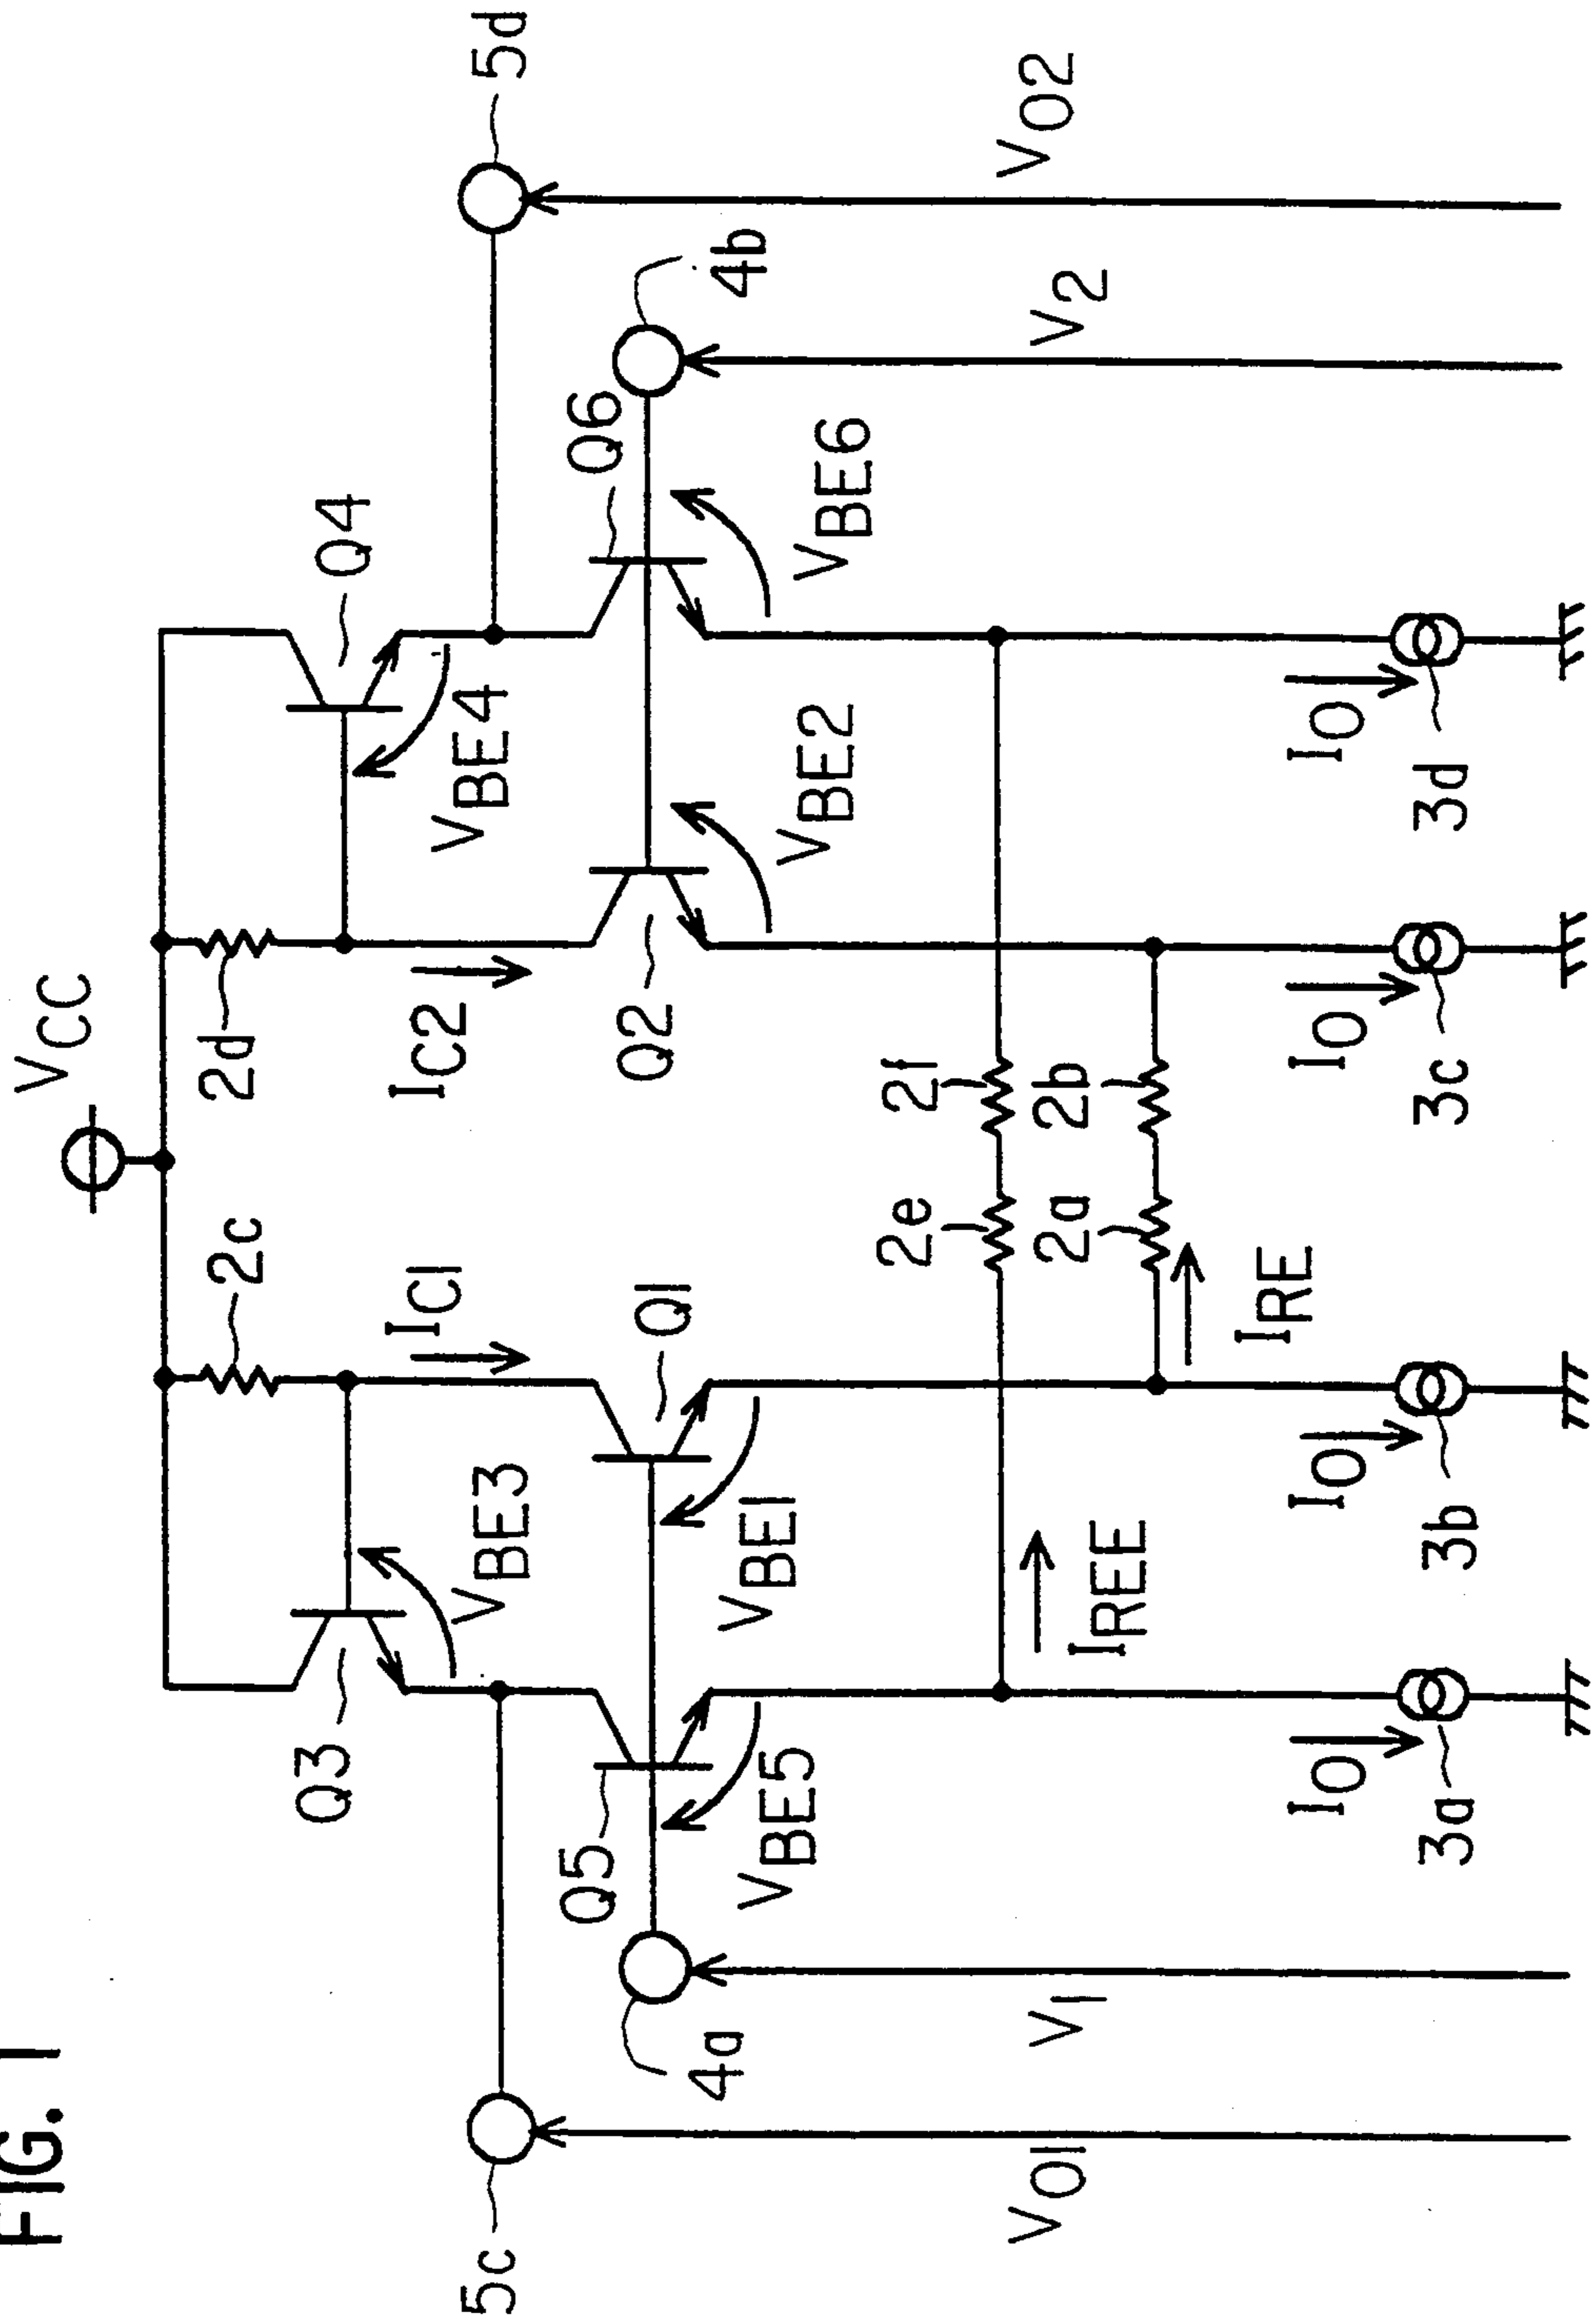 FIG. 1
VCC
2c
2d
Q3
Q4
VBE3
VBE4
IC1
IC2
5c
5d
Q5
Q1
Q2
Q6
4a
4b
VBE5
VBE1
VBE2
VBE6
2e
2f
2a
2b
IREE
IRE
VO1
V1
V2
VO2
IO
IO
IO
IO
3a
3b
3c
3d